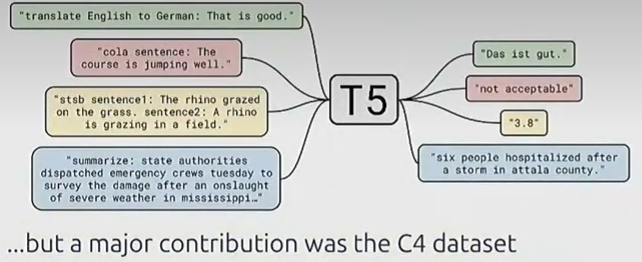 "translate English to German: That is good."
"cola sentence: The
course is jumping well."
"stsb sentence1: The rhino grazed
on the grass. sentence2: A rhino
is grazing in a field."
"summarize: state authorities
dispatched emergency crews tuesday to
survey the damage after an onslaught
of severe weather in mississippi…"
T5
"Das ist gut."
"not acceptable"
"3.8"
"six people hospitalized after
a storm in attala county."
...but a major contribution was the C4 dataset